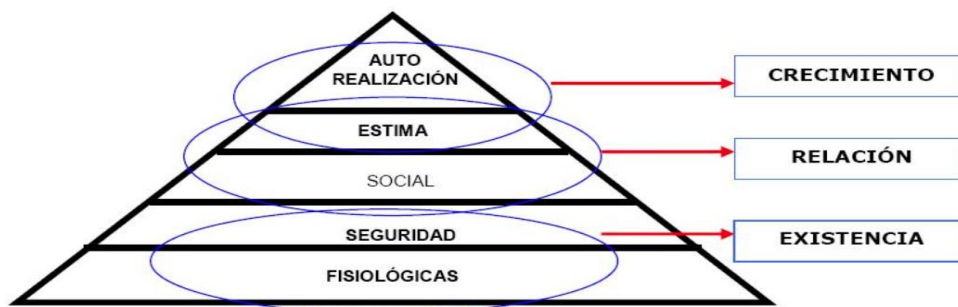 AUTO
REALIZACIÓN
CRECIMIENTO
ESTIMA
RELACIÓN
SOCIAL
SEGURIDAD
EXISTENCIA
FISIOLÓGICAS